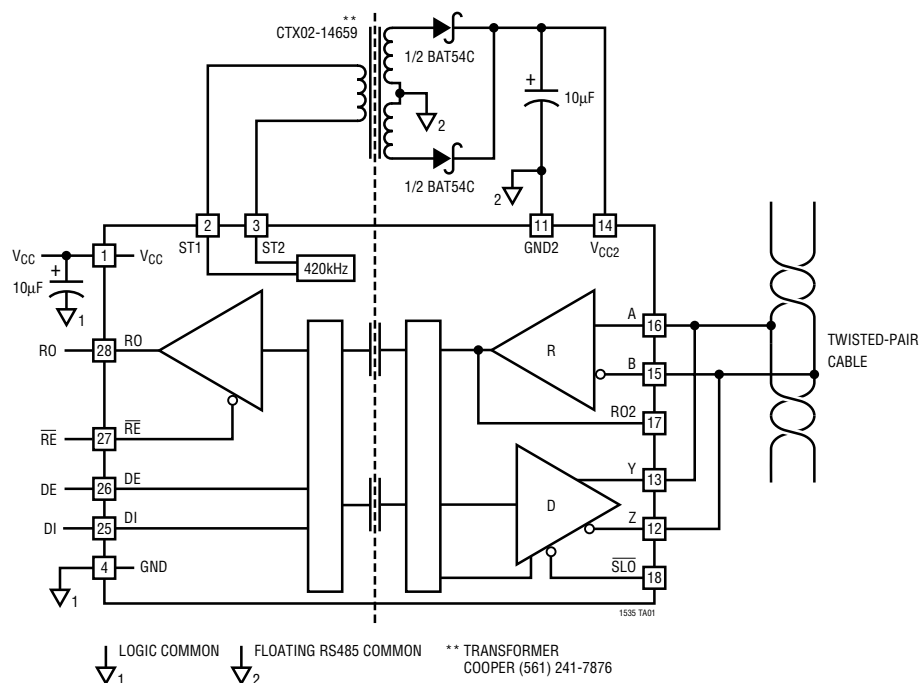 **
CTX02-14659
1/2 BAT54C
+
10µF
2
1/2 BAT54C
2
2
3
11
14
ST1
ST2
GND2
VCC2
VCC
1
VCC
+
10µF
1
420kHz
A
16
RO
28
RO
R
B
15
TWISTED-PAIR
CABLE
RO2
17
RE
27
RE
Y
13
DE
26
DE
D
Z
12
DI
25
DI
4
GND
SLO
18
1
1535 TA01
LOGIC COMMON
1
FLOATING RS485 COMMON
2
** TRANSFORMER
COOPER (561) 241-7876